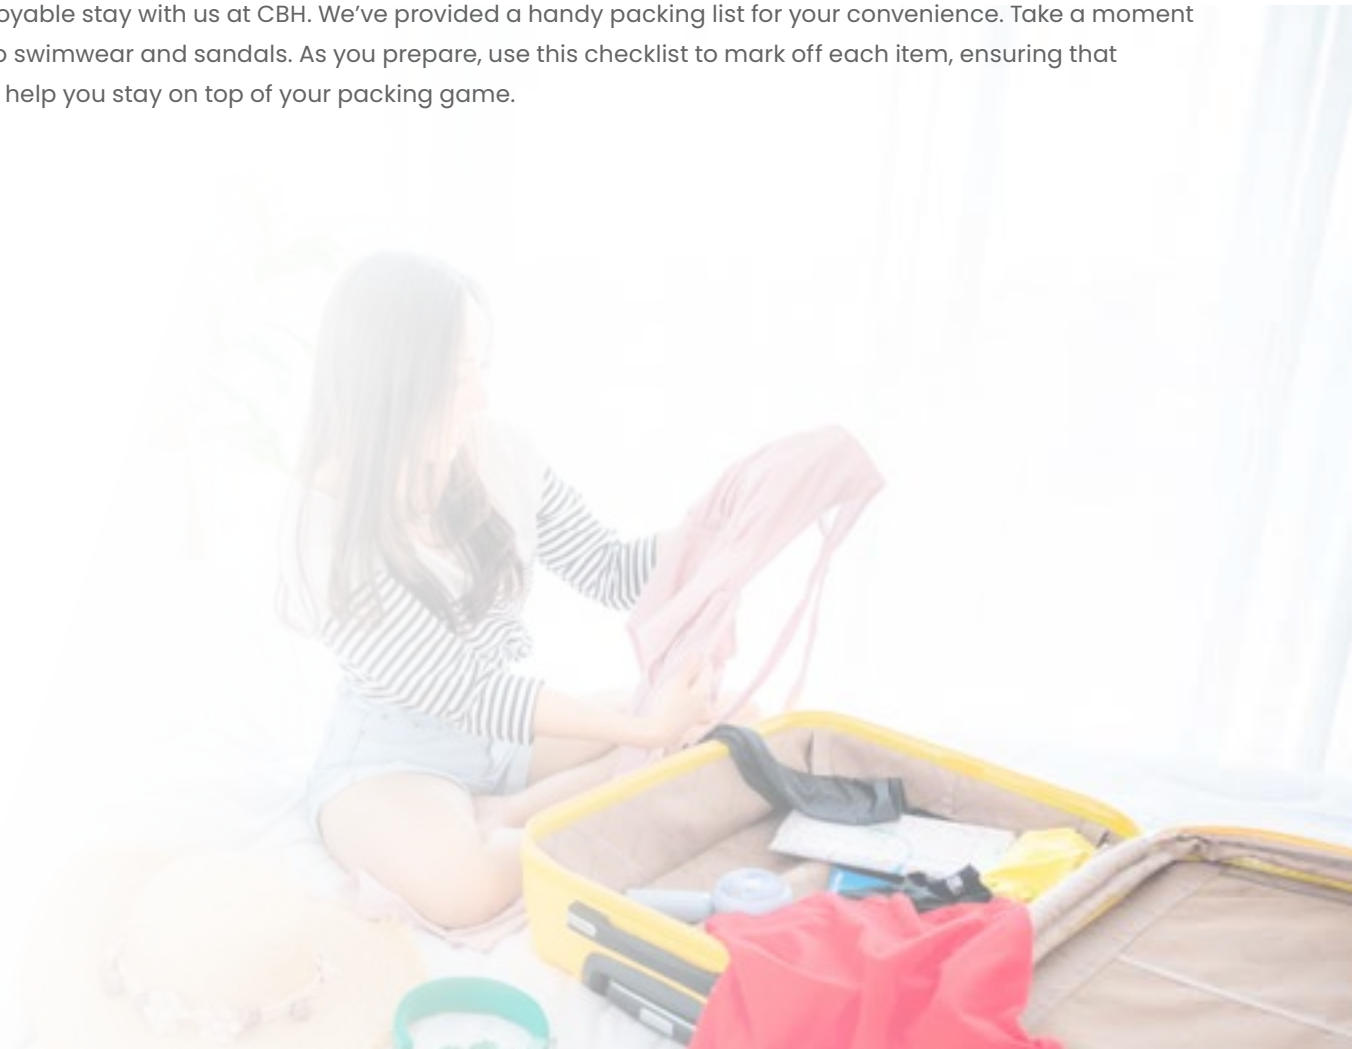 oyable stay with us at CBH. We’ve provided a handy packing list for your convenience. Take a moment
o swimwear and sandals. As you prepare, use this checklist to mark off each item, ensuring that
help you stay on top of your packing game.